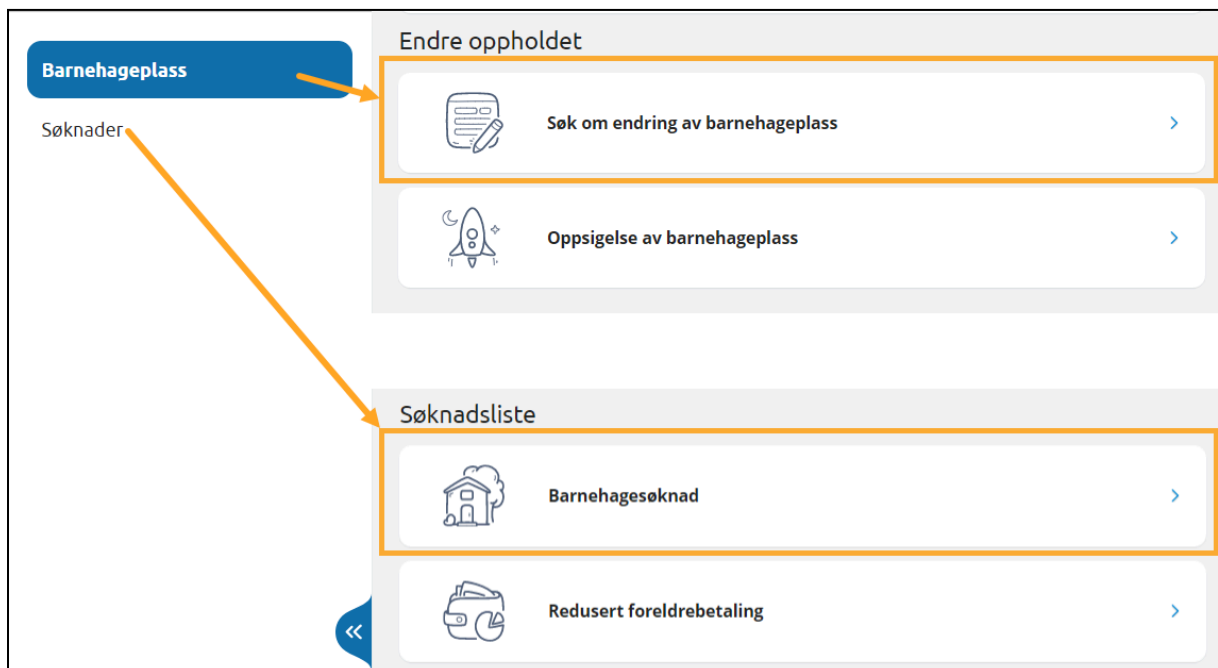 Barnehageplass
Søknader
Endre oppholdet
Søk om endring av barnehageplass
Oppsigelse av barnehageplass
Søknadsliste
Barnehagesøknad
Redusert foreldrebetaling